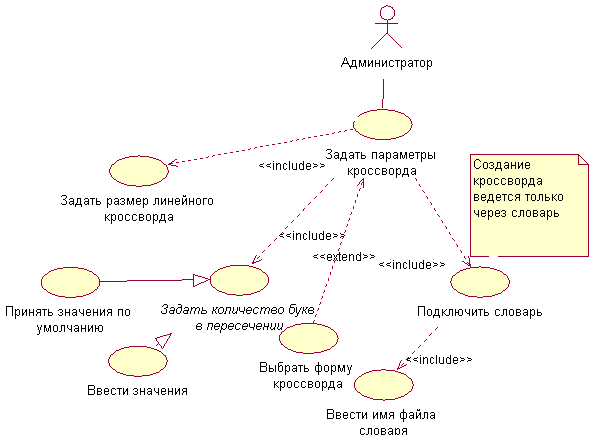 Администратор
Задать параметры
кроссворда
<<include>>
Создание
кроссворда
ведется только
через словарь
Задать размер линейного
кроссворда
<<include>>
<<extend>>
<<include>>
Принять значения по
умолчанию
Задать количество букв
в пересечении
Подключить словарь
Ввести значения
Выбрать форму
кроссворда
<<include>>
Ввести имя файла
словаря